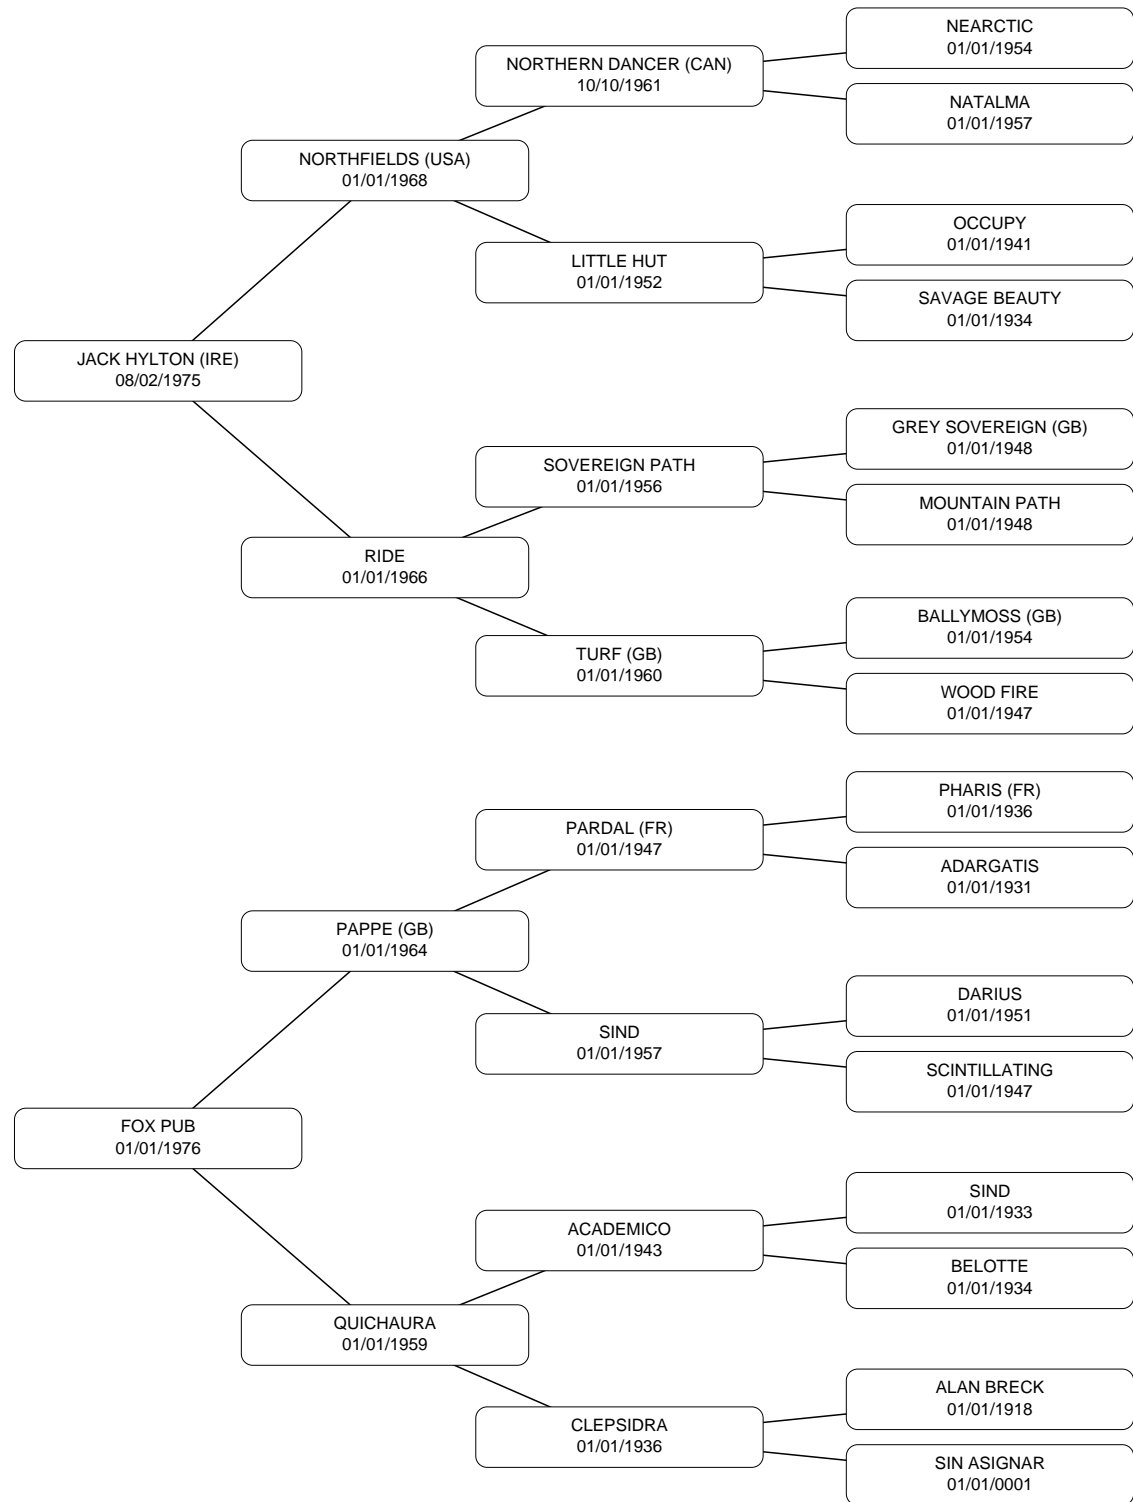 NEARCTIC
01/01/1954
NORTHERN DANCER (CAN)
10/10/1961
NATALMA
01/01/1957
NORTHFIELDS (USA)
01/01/1968
OCCUPY
01/01/1941
LITTLE HUT
01/01/1952
SAVAGE BEAUTY
01/01/1934
JACK HYLTON (IRE)
08/02/1975
GREY SOVEREIGN (GB)
01/01/1948
SOVEREIGN PATH
01/01/1956
MOUNTAIN PATH
01/01/1948
RIDE
01/01/1966
BALLYMOSS (GB)
01/01/1954
TURF (GB)
01/01/1960
WOOD FIRE
01/01/1947
PHARIS (FR)
01/01/1936
PARDAL (FR)
01/01/1947
ADARGATIS
01/01/1931
PAPPE (GB)
01/01/1964
DARIUS
01/01/1951
SIND
01/01/1957
SCINTILLATING
01/01/1947
FOX PUB
01/01/1976
SIND
01/01/1933
ACADEMICO
01/01/1943
BELOTTE
01/01/1934
QUICHAURA
01/01/1959
ALAN BRECK
01/01/1918
CLEPSIDRA
01/01/1936
SIN ASIGNAR
01/01/0001